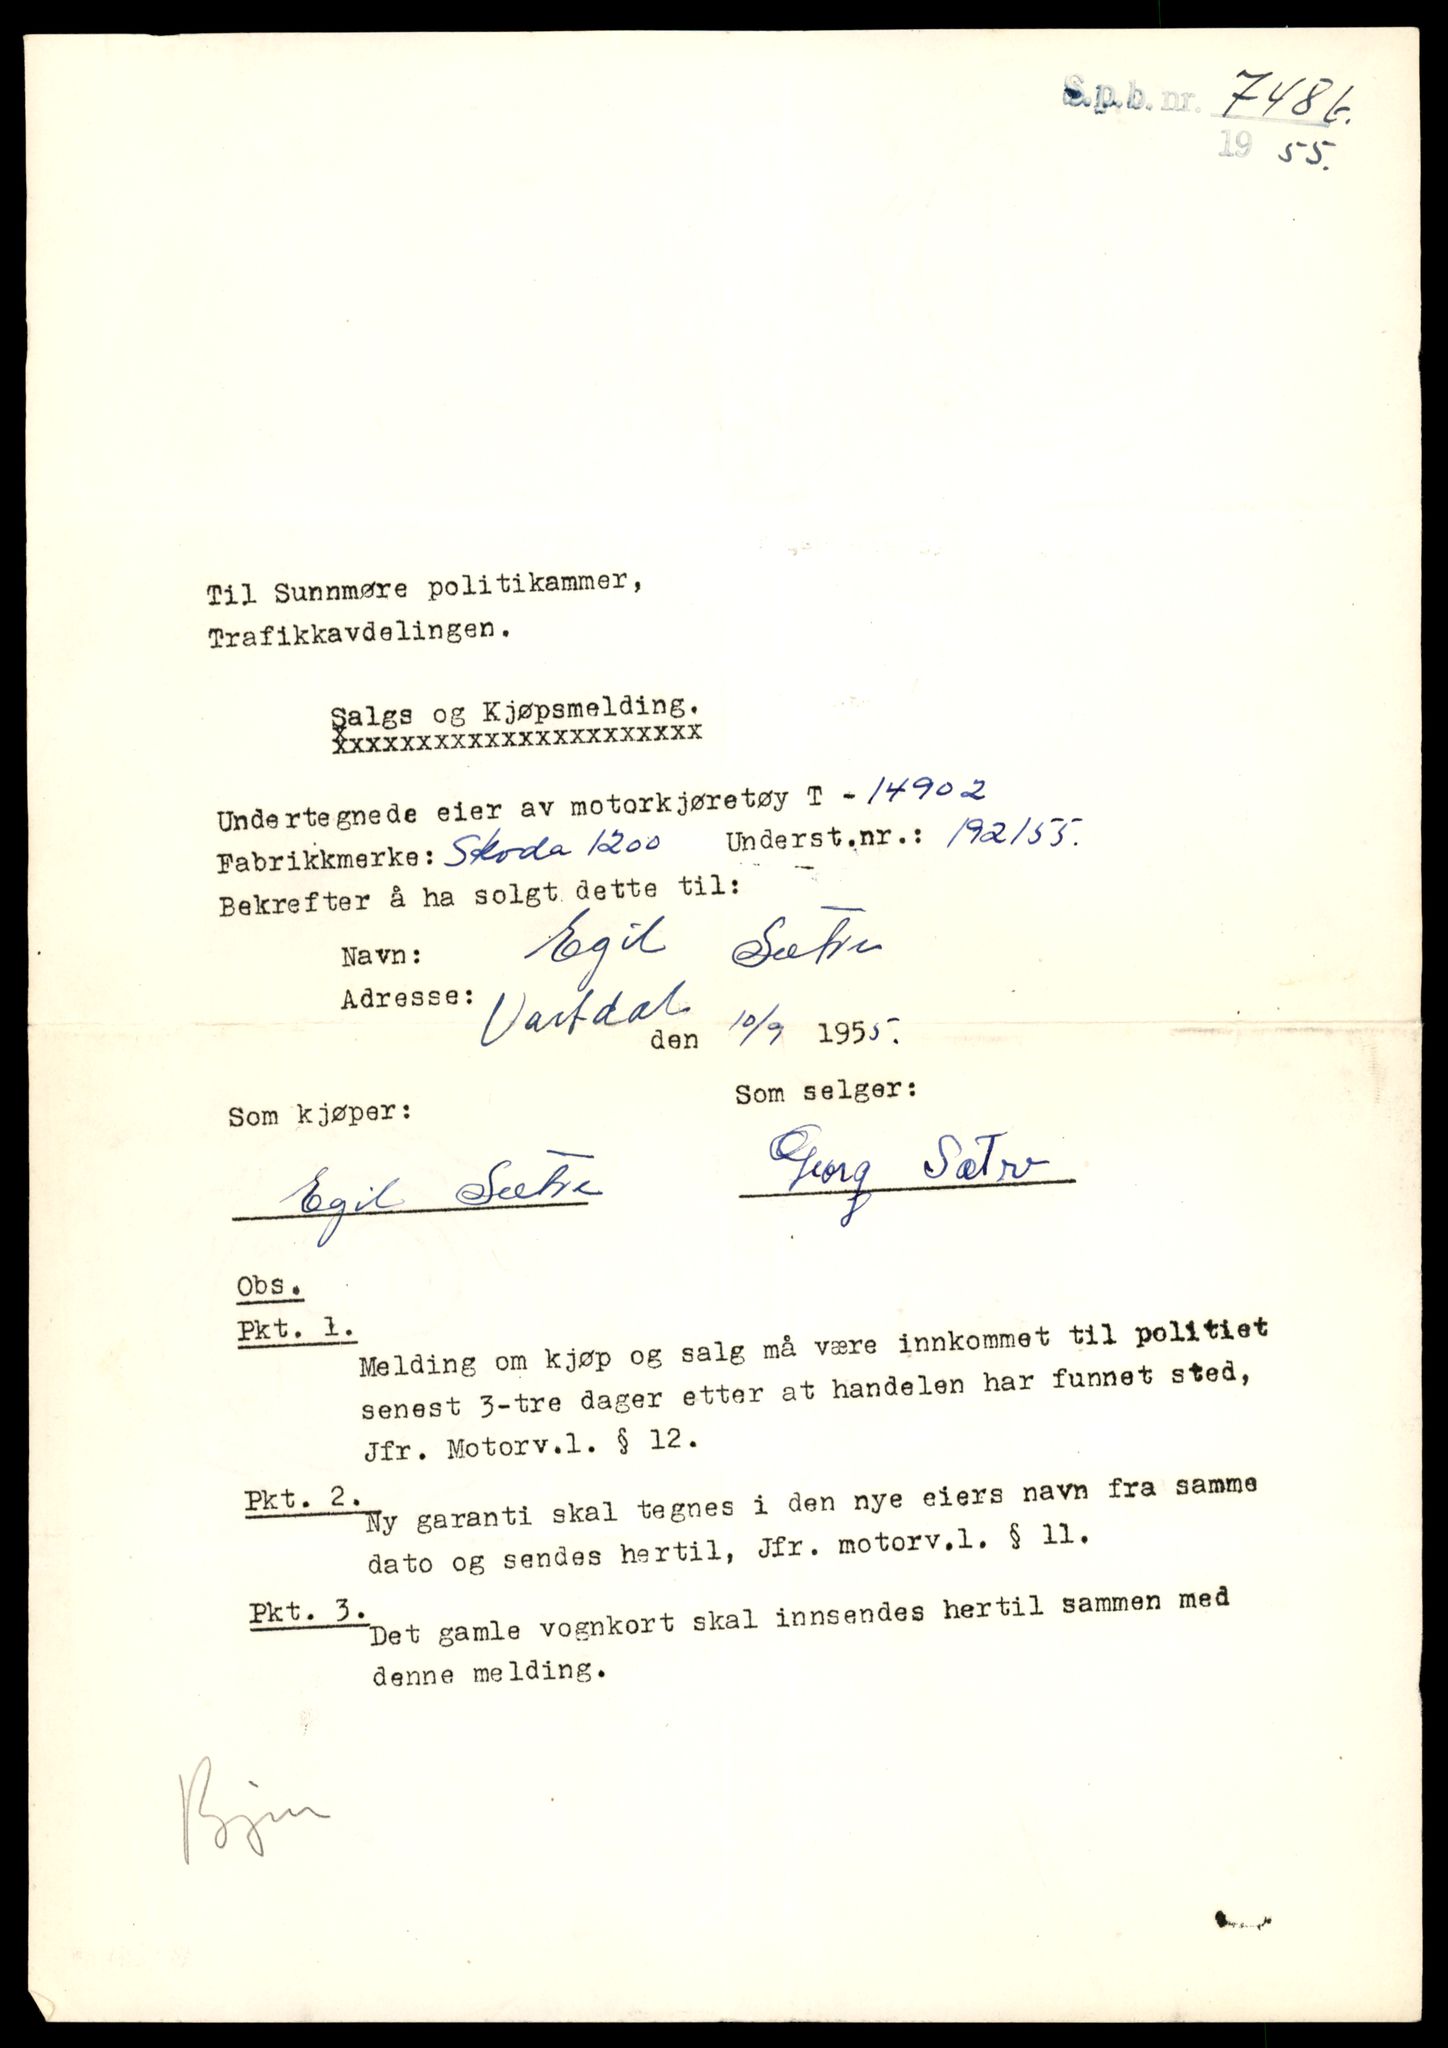 S.p.b. nr. 7486.
19 55.
Til Sunnmøre politikammer,
Trafikkavdelingen.
Salgs og Kjøpsmelding.
xxxxxxxxxxxxxxxxxxxxxx
Undertegnede eier av motorkjøretøy T - 14902
Fabrikkmerke: Skoda 1200 Underst.nr.: 192155.
Bekrefter å ha solgt dette til:
Navn: Egil Sætre
Adresse: Vartdal
den 10/9 1955.
Som kjøper: Som selger:
Egil Sætre Georg Sætre
Obs.
Pkt. 1.
Melding om kjøp og salg må være innkommet til politiet
senest 3-tre dager etter at handelen har funnet sted,
Jfr. Motorv.l. § 12.
Pkt. 2.
Ny garanti skal tegnes i den nye eiers navn fra samme
dato og sendes hertil, Jfr. motorv.l. § 11.
Pkt. 3.
Det gamle vognkort skal innsendes hertil sammen med
denne melding.